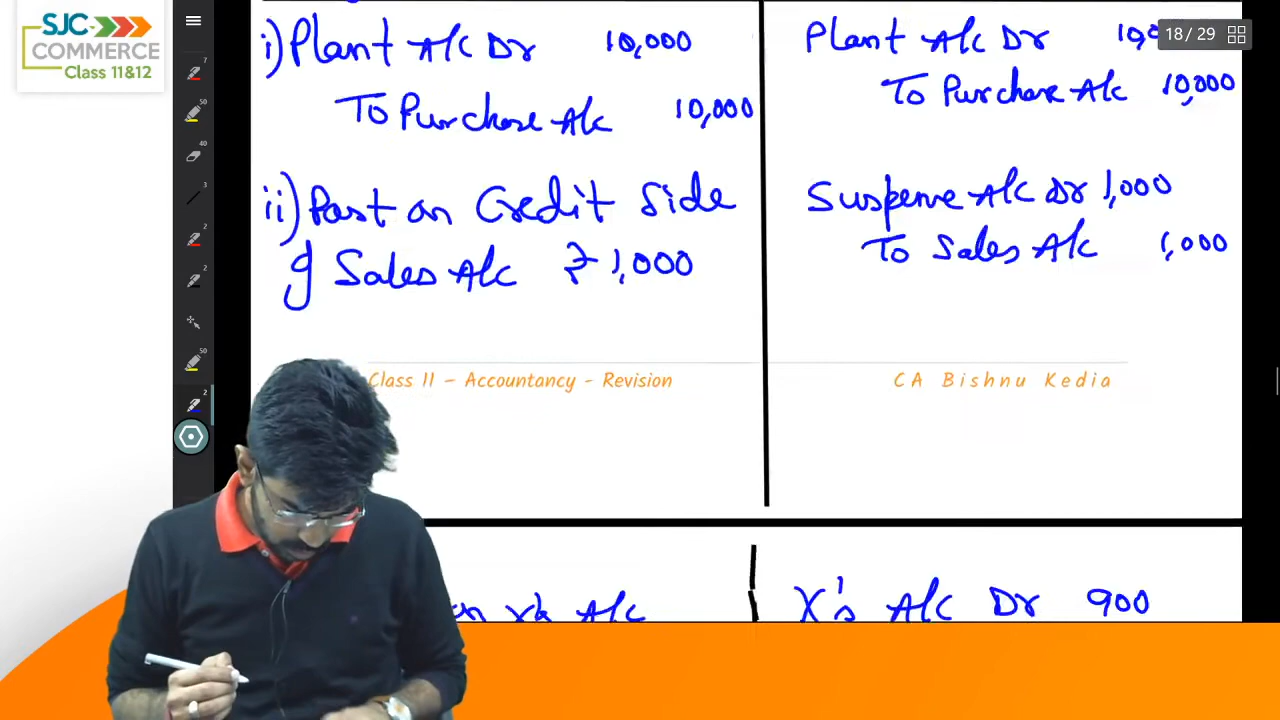 SJC
COMMERCE
Class 11&12
18 / 29
i) Plant A/c Dr 10,000
To Purchase A/c 10,000
ii) Post on Credit Side
of Sales A/c ₹ 1,000
Plant A/c Dr
To Purchase A/c 10,000
Suspense A/c Dr 1,000
To Sales A/c 1,000
Class 11 – Accountancy - Revision
CA Bishnu Kedia
on X's A/c
X's A/c Dr 900